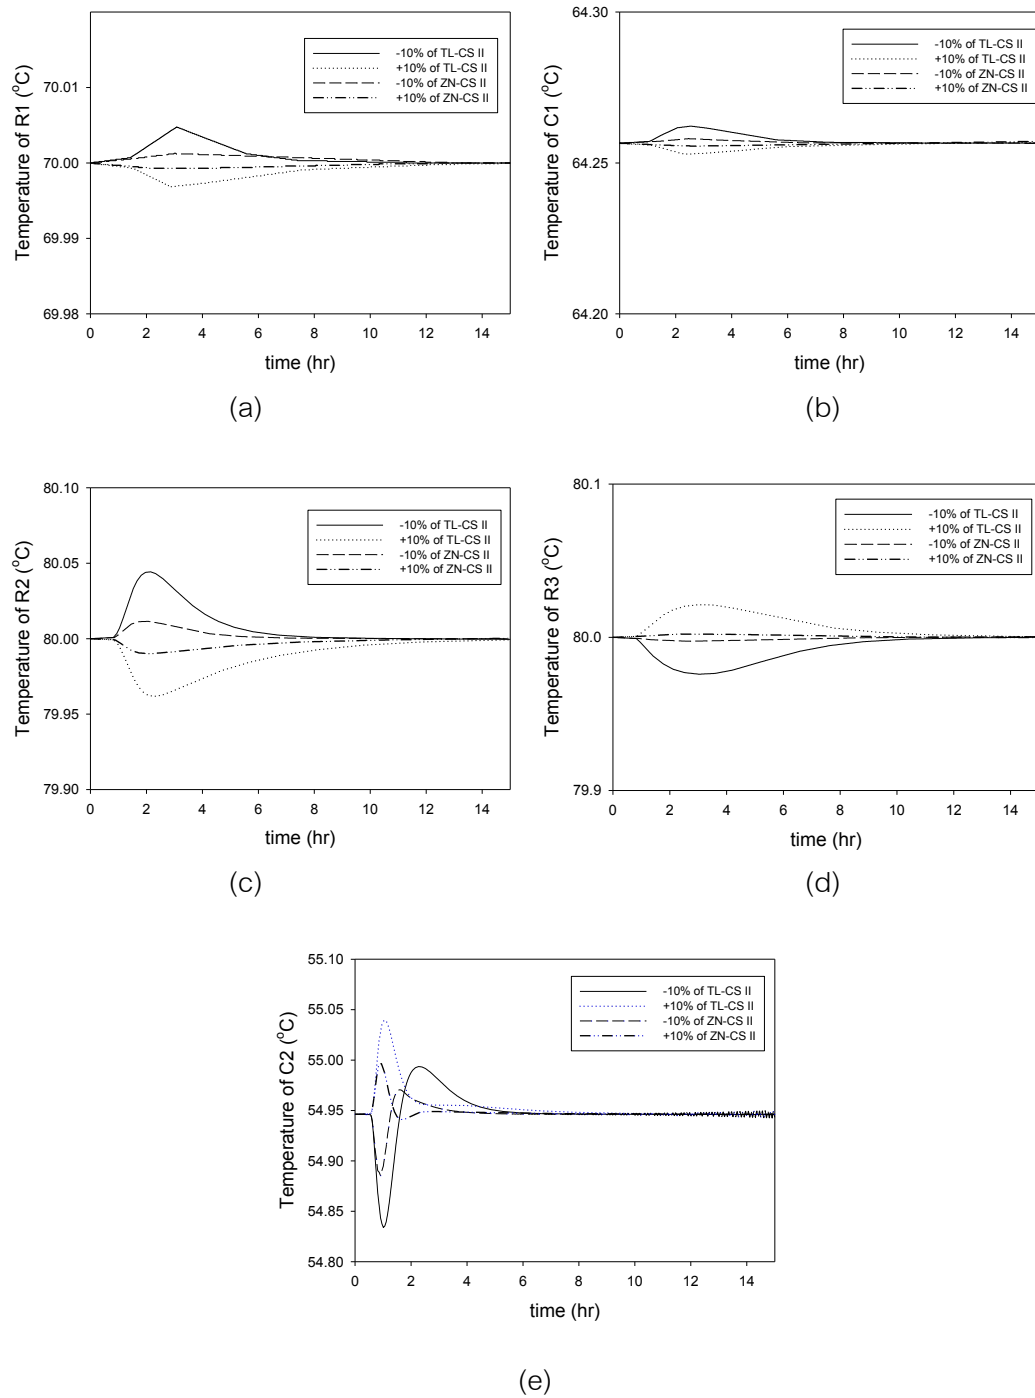 70.01
70.00
69.99
69.98
Temperature of R1 (°C)
-10% of TL-CS II
+10% of TL-CS II
-10% of ZN-CS II
+10% of ZN-CS II
0 2 4 6 8 10 12 14
time (hr)
(a)
64.30
64.25
64.20
Temperature of C1 (°C)
-10% of TL-CS II
+10% of TL-CS II
-10% of ZN-CS II
+10% of ZN-CS II
0 2 4 6 8 10 12 14
time (hr)
(b)
80.10
80.05
80.00
79.95
79.90
Temperature of R2 (°C)
-10% of TL-CS II
+10% of TL-CS II
-10% of ZN-CS II
+10% of ZN-CS II
0 2 4 6 8 10 12 14
time (hr)
(c)
80.1
80.0
79.9
Temperature of R3 (°C)
-10% of TL-CS II
+10% of TL-CS II
-10% of ZN-CS II
+10% of ZN-CS II
0 2 4 6 8 10 12 14
time (hr)
(d)
55.10
55.05
55.00
54.95
54.90
54.85
54.80
Temperature of C2 (°C)
-10% of TL-CS II
+10% of TL-CS II
-10% of ZN-CS II
+10% of ZN-CS II
0 2 4 6 8 10 12 14
time (hr)
(e)